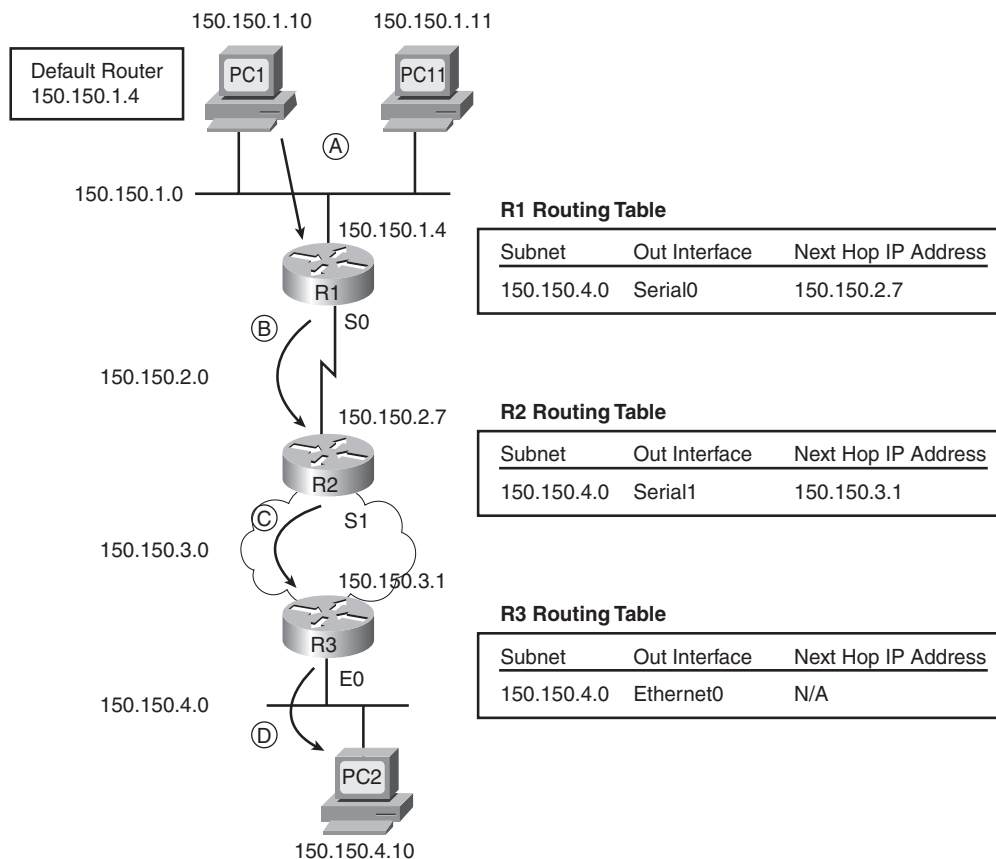 150.150.1.10
150.150.1.11
Default Router
150.150.1.4
PC1
PC11
A
150.150.1.0
150.150.1.4
R1
S0
B
150.150.2.0
150.150.2.7
R2
S1
C
150.150.3.0
150.150.3.1
R3
E0
150.150.4.0
D
PC2
150.150.4.10
R1 Routing Table
Subnet Out Interface Next Hop IP Address
150.150.4.0 Serial0 150.150.2.7
R2 Routing Table
Subnet Out Interface Next Hop IP Address
150.150.4.0 Serial1 150.150.3.1
R3 Routing Table
Subnet Out Interface Next Hop IP Address
150.150.4.0 Ethernet0 N/A